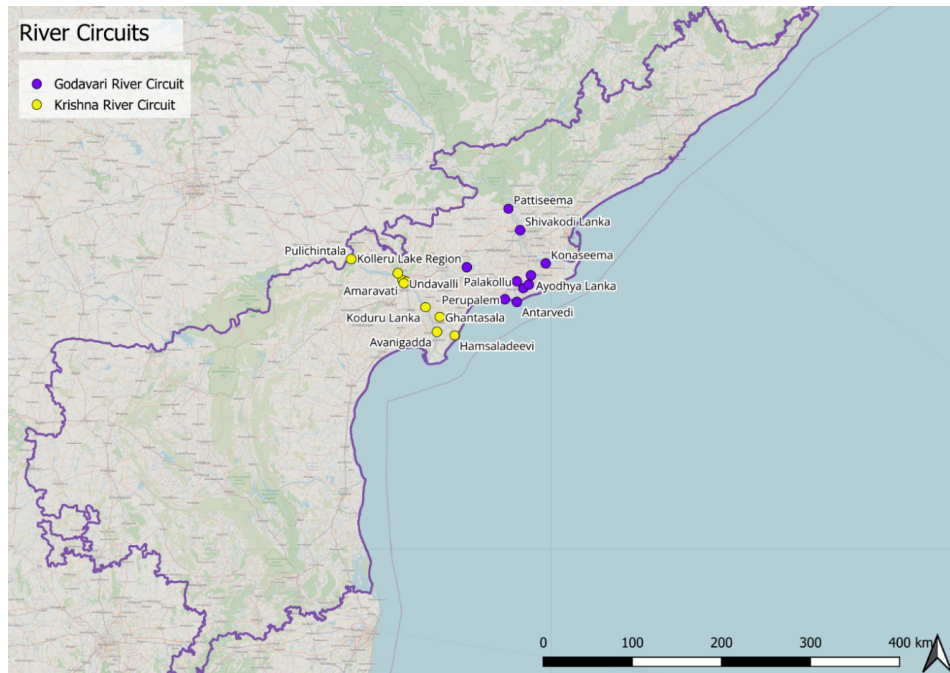 River Circuits
Godavari River Circuit
Krishna River Circuit
Pattiseema
Shivakodi Lanka
Pulichintala
Kolleru Lake Region
Konaseema
Amaravati
Undavalli
Palakollu
Ayodhya Lanka
Perupalem
Antarvedi
Koduru Lanka
Ghantasala
Avanigadda
Hamsaladeevi
0 100 200 300 400 km